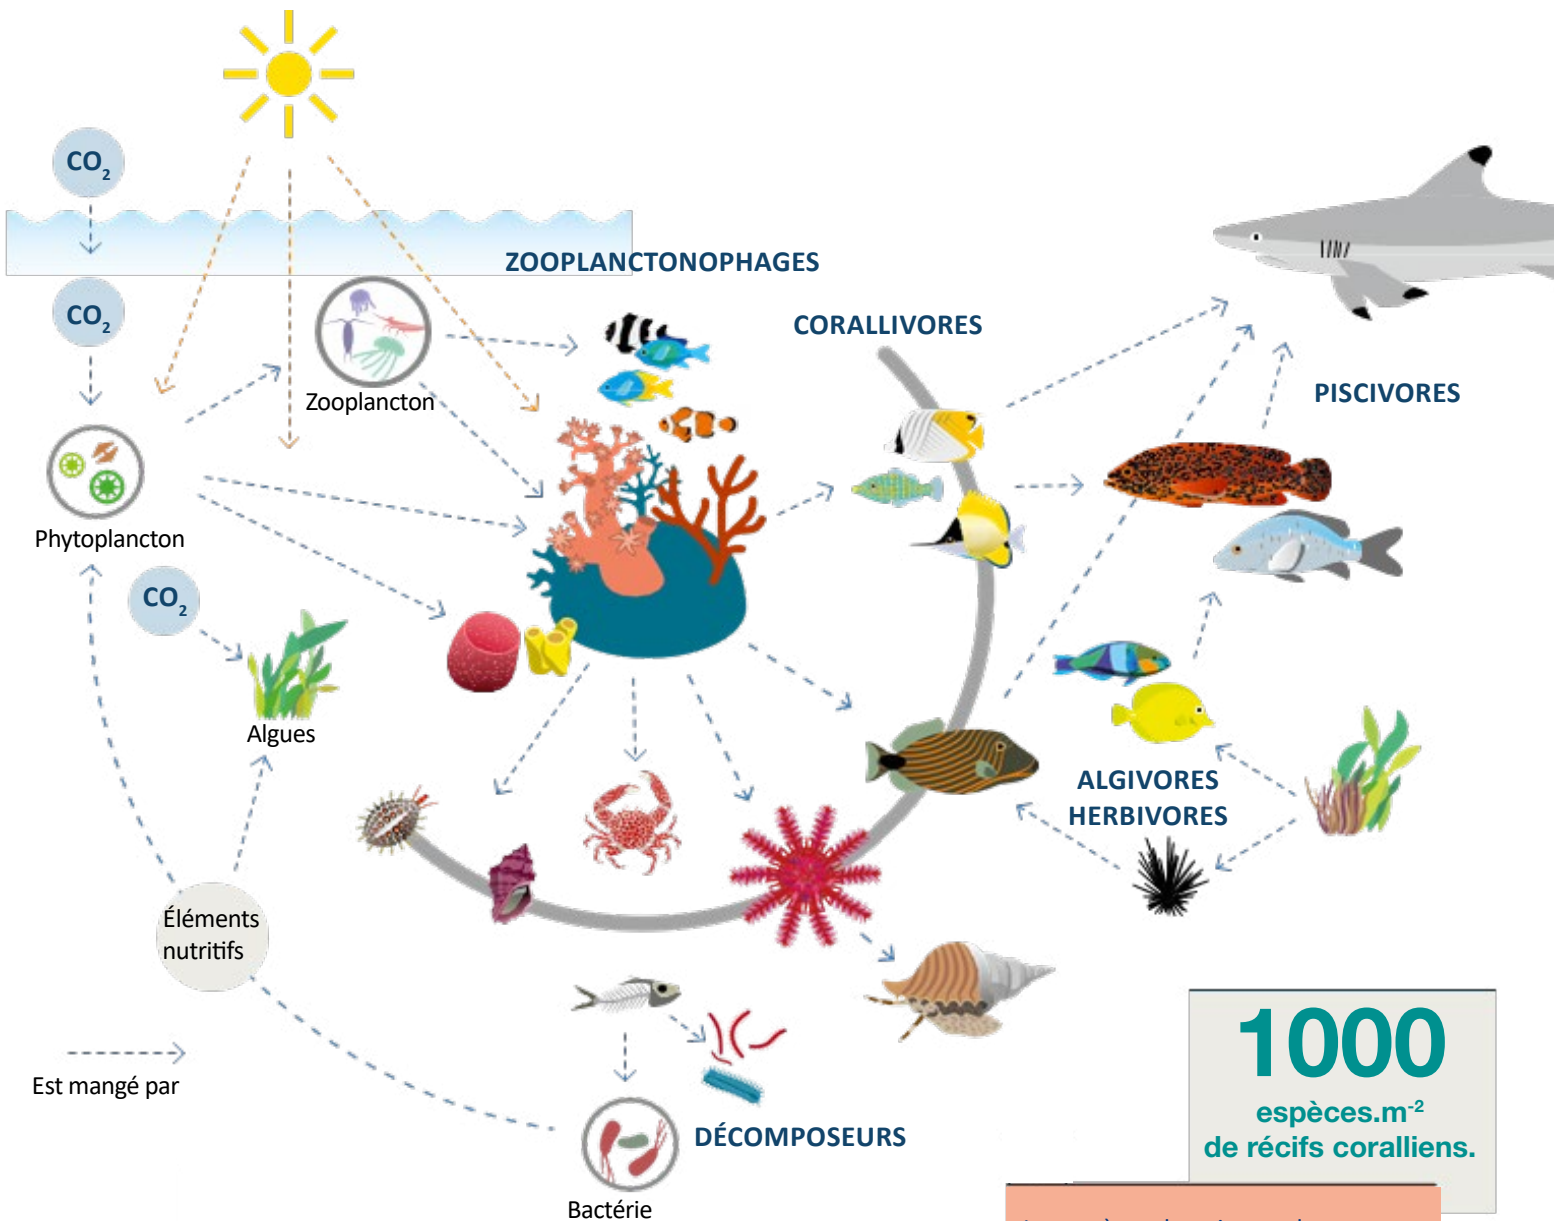 CO₂
CO₂
ZOOPLANCTONOPHAGES
CORALLIVORES
PISCIVORES
Zooplancton
Phytoplancton
CO₂
Algues
ALGIVORES
HERBIVORES
Éléments
nutritifs
Est mangé par
DÉCOMPOSEURS
Bactérie
1000
espèces.m⁻²
de récifs coralliens.